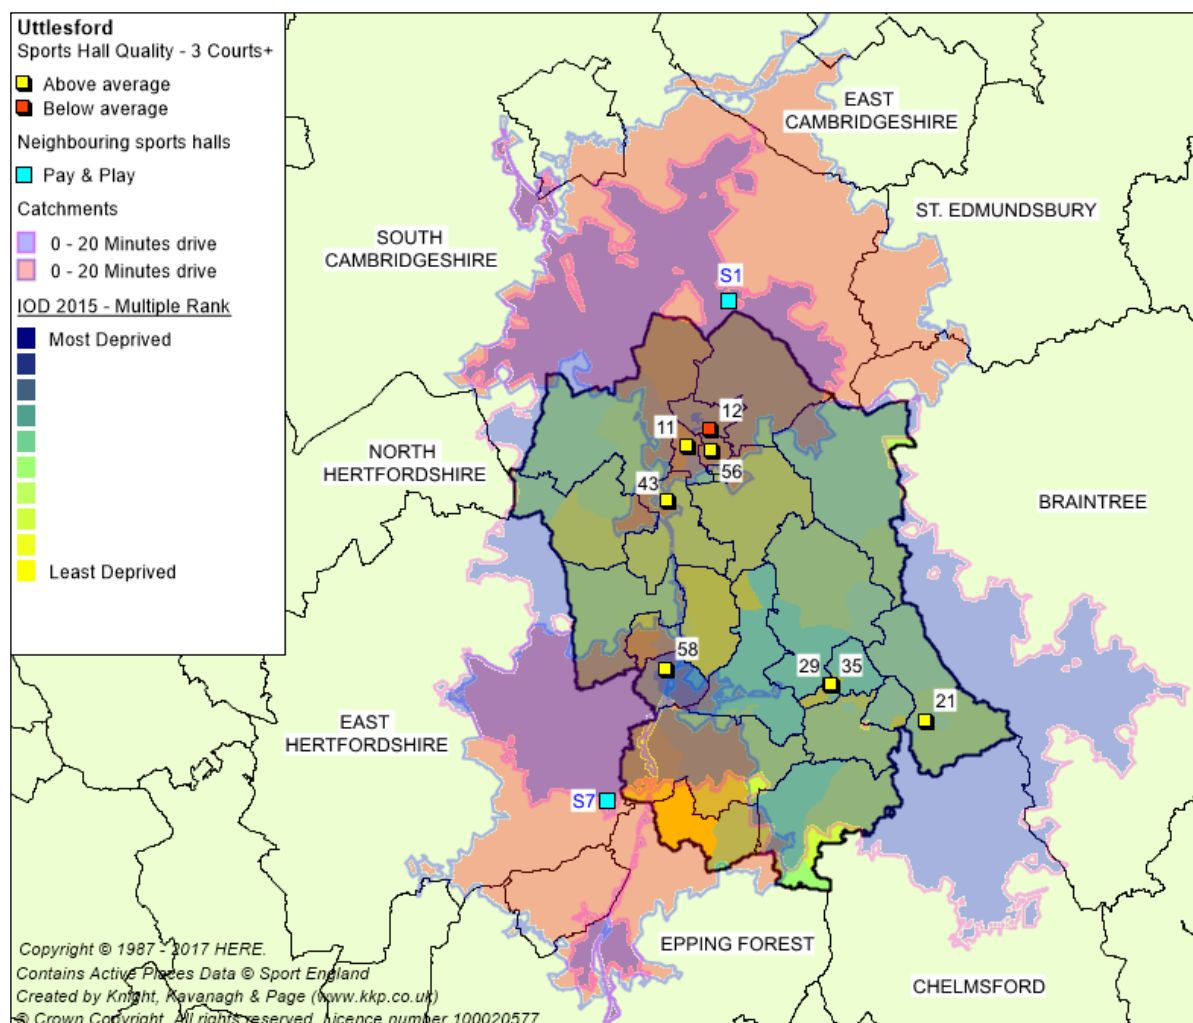 Uttlesford
Sports Hall Quality - 3 Courts+
Above average
Below average
Neighbouring sports halls
Pay & Play
Catchments
0 - 20 Minutes drive
0 - 20 Minutes drive
IOD 2015 - Multiple Rank
Most Deprived
Least Deprived
EAST
CAMBRIDGESHIRE
ST. EDMUNDSBURY
SOUTH
CAMBRIDGESHIRE
S1
12
11
56
NORTH
HERTFORDSHIRE
43
BRAINTREE
58
29
35
21
EAST
HERTFORDSHIRE
S7
EPPING FOREST
CHELMSFORD
Copyright © 1987 - 2017 HERE.
Contains Active Places Data © Sport England
Created by Knight, Kavanagh & Page (www.kkp.co.uk)
© Crown Copyright. All rights reserved. Licence number 100020577